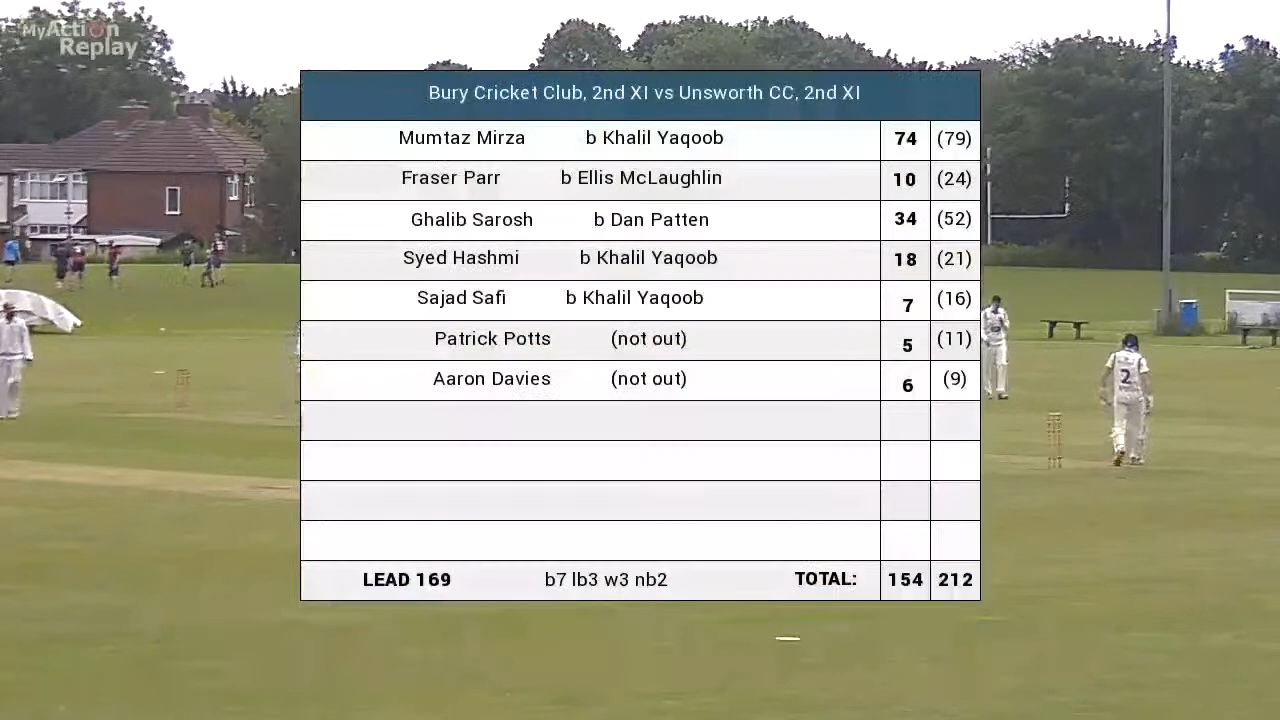 MyAction
Replay
Bury Cricket Club, 2nd XI vs Unsworth CC, 2nd XI
Mumtaz Mirza b Khalil Yaqoob 74 (79)
Fraser Parr b Ellis McLaughlin 10 (24)
Ghalib Sarosh b Dan Patten 34 (52)
Syed Hashmi b Khalil Yaqoob 18 (21)
Sajad Safi b Khalil Yaqoob 7 (16)
Patrick Potts (not out) 5 (11)
Aaron Davies (not out) 6 (9)
LEAD 169 b7 lb3 w3 nb2 TOTAL: 154 212
2